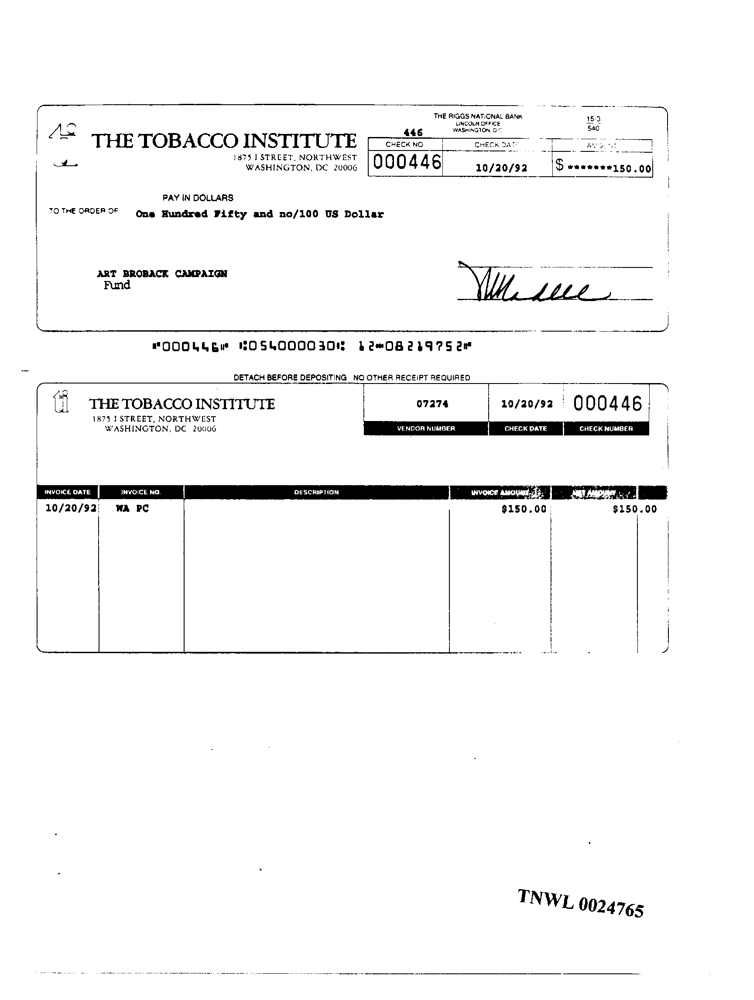 THE RIGGS NATIONAL BANK
LINCOLN OFFICE
WASHINGTON, D.C.
15-3
540
446
THE TOBACCO INSTITUTE
1875 I STREET, NORTHWEST
WASHINGTON, DC 20006
CHECK NO
CHECK DATE
AMOUNT
000446
10/20/92
$*******150.00
PAY IN DOLLARS
TO THE ORDER OF
One Hundred Fifty and no/100 US Dollar
ART BROBACK CAMPAIGN
Fund
⑈000446⑈ ⑆054000030⑆ 12⑉08219752⑈
DETACH BEFORE DEPOSITING NO OTHER RECEIPT REQUIRED
THE TOBACCO INSTITUTE
1875 I STREET, NORTHWEST
WASHINGTON, DC 20006
07274
10/20/92
000446
VENDOR NUMBER
CHECK DATE
CHECK NUMBER
INVOICE DATE INVOICE NO. DESCRIPTION INVOICE AMOUNT NET AMOUNT
10/20/92 WA PC $150.00 $150.00
TNWL 0024765